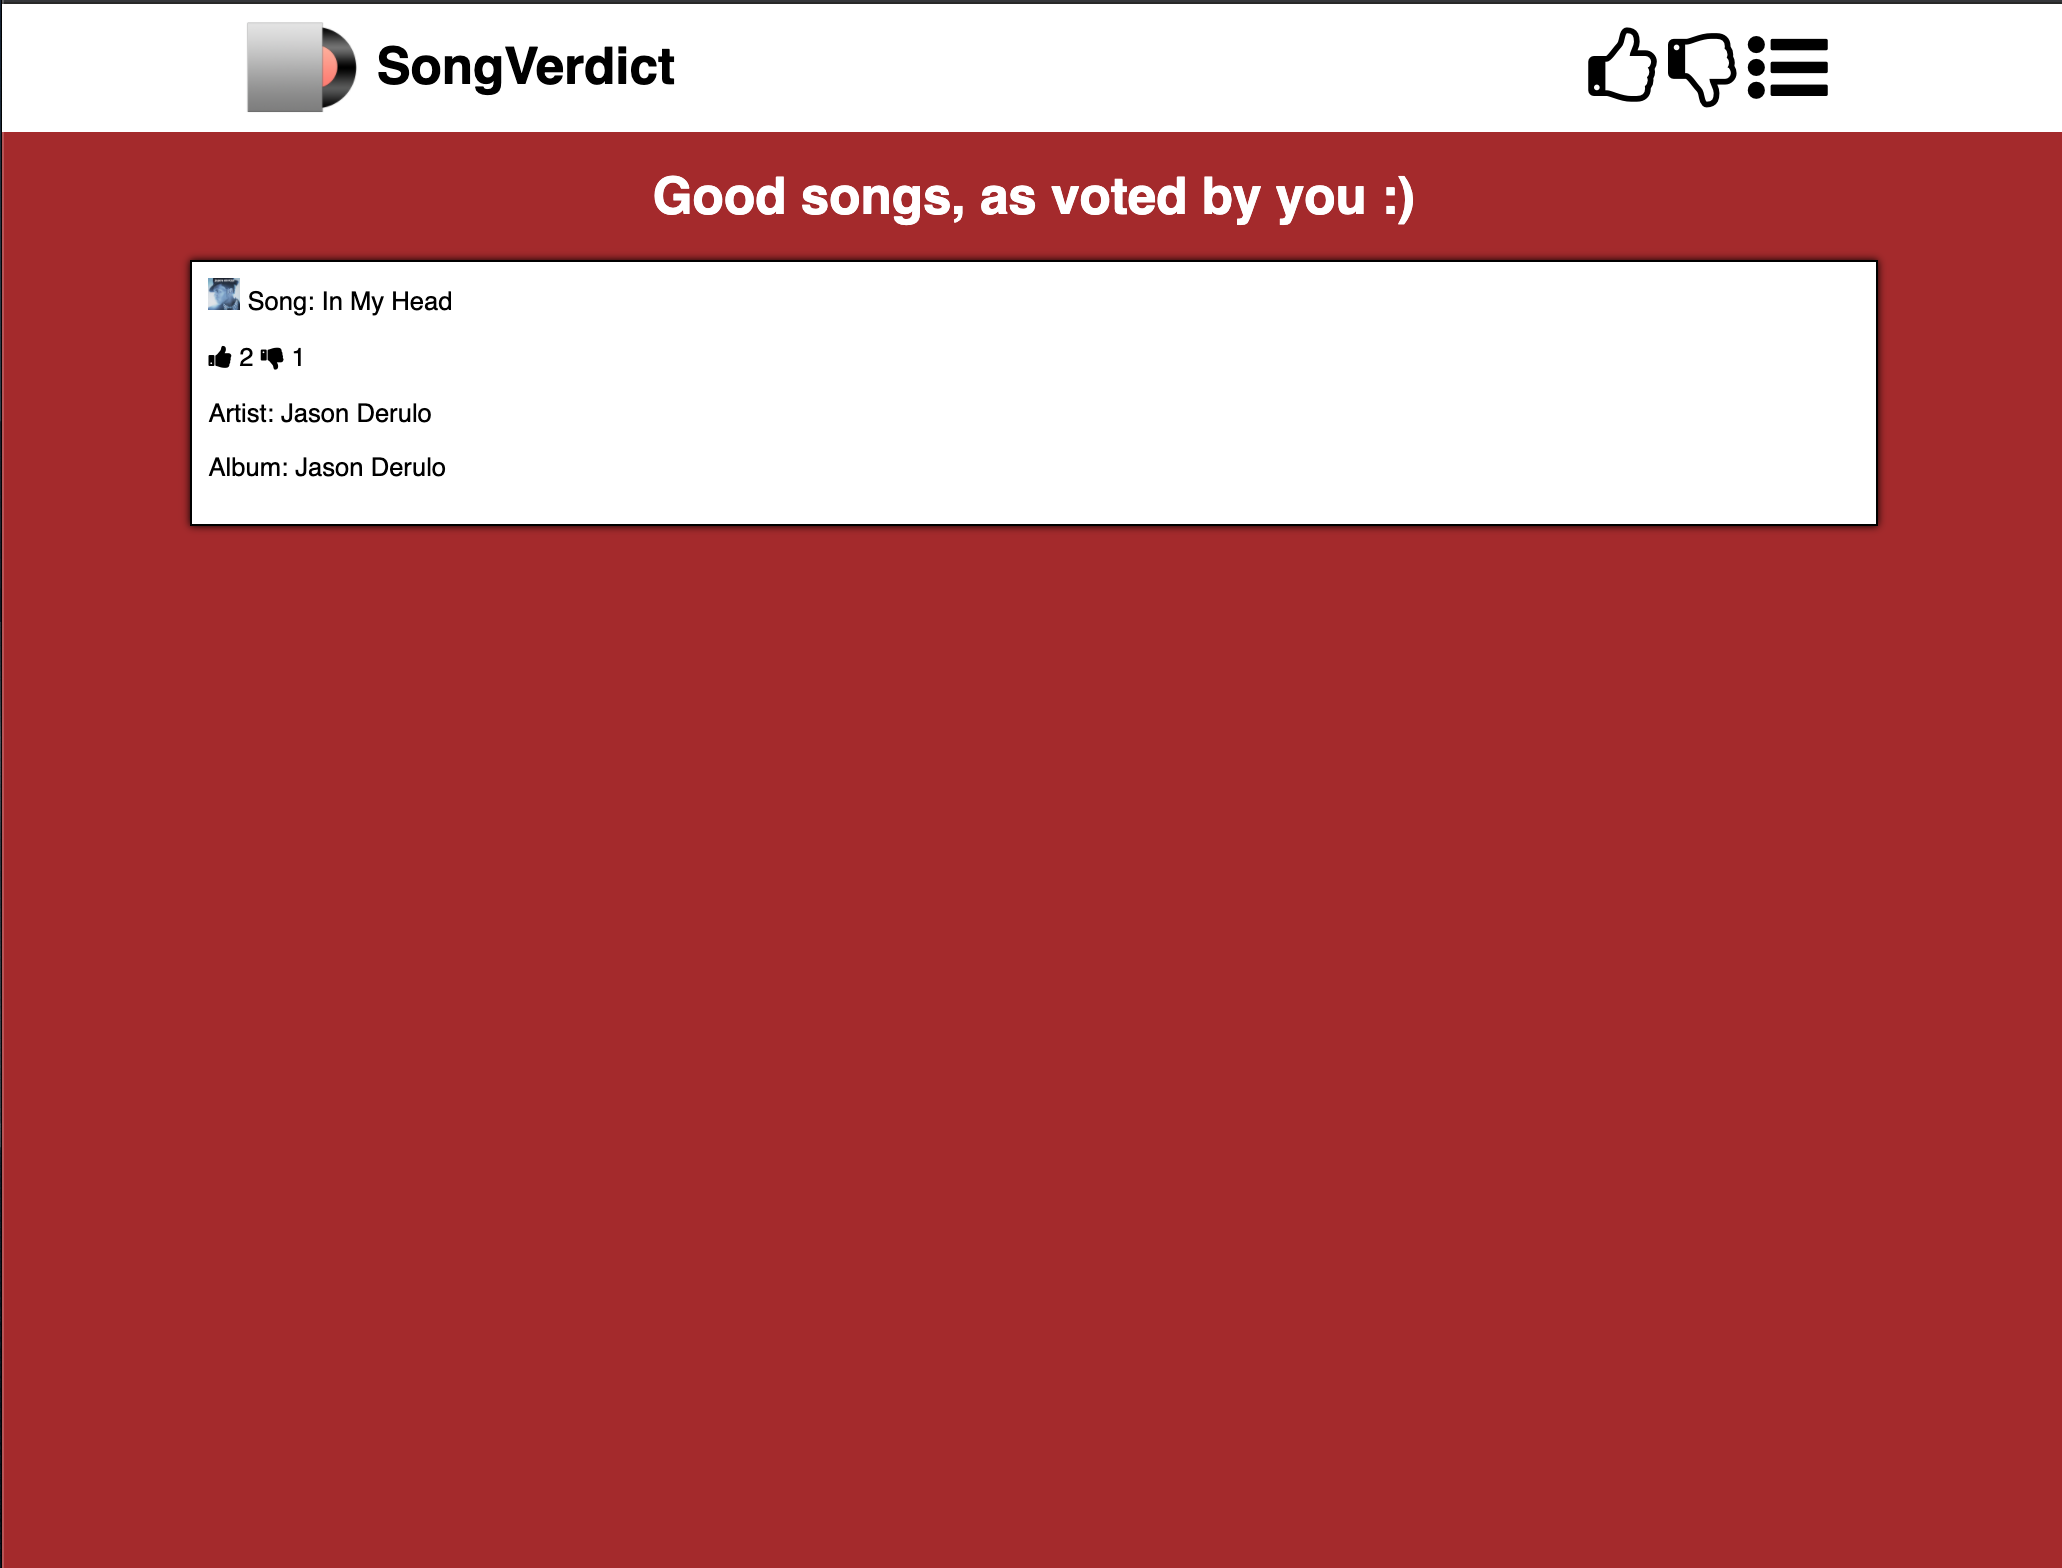 SongVerdict
Good songs, as voted by you :)
Song: In My Head
2 1
Artist: Jason Derulo
Album: Jason Derulo